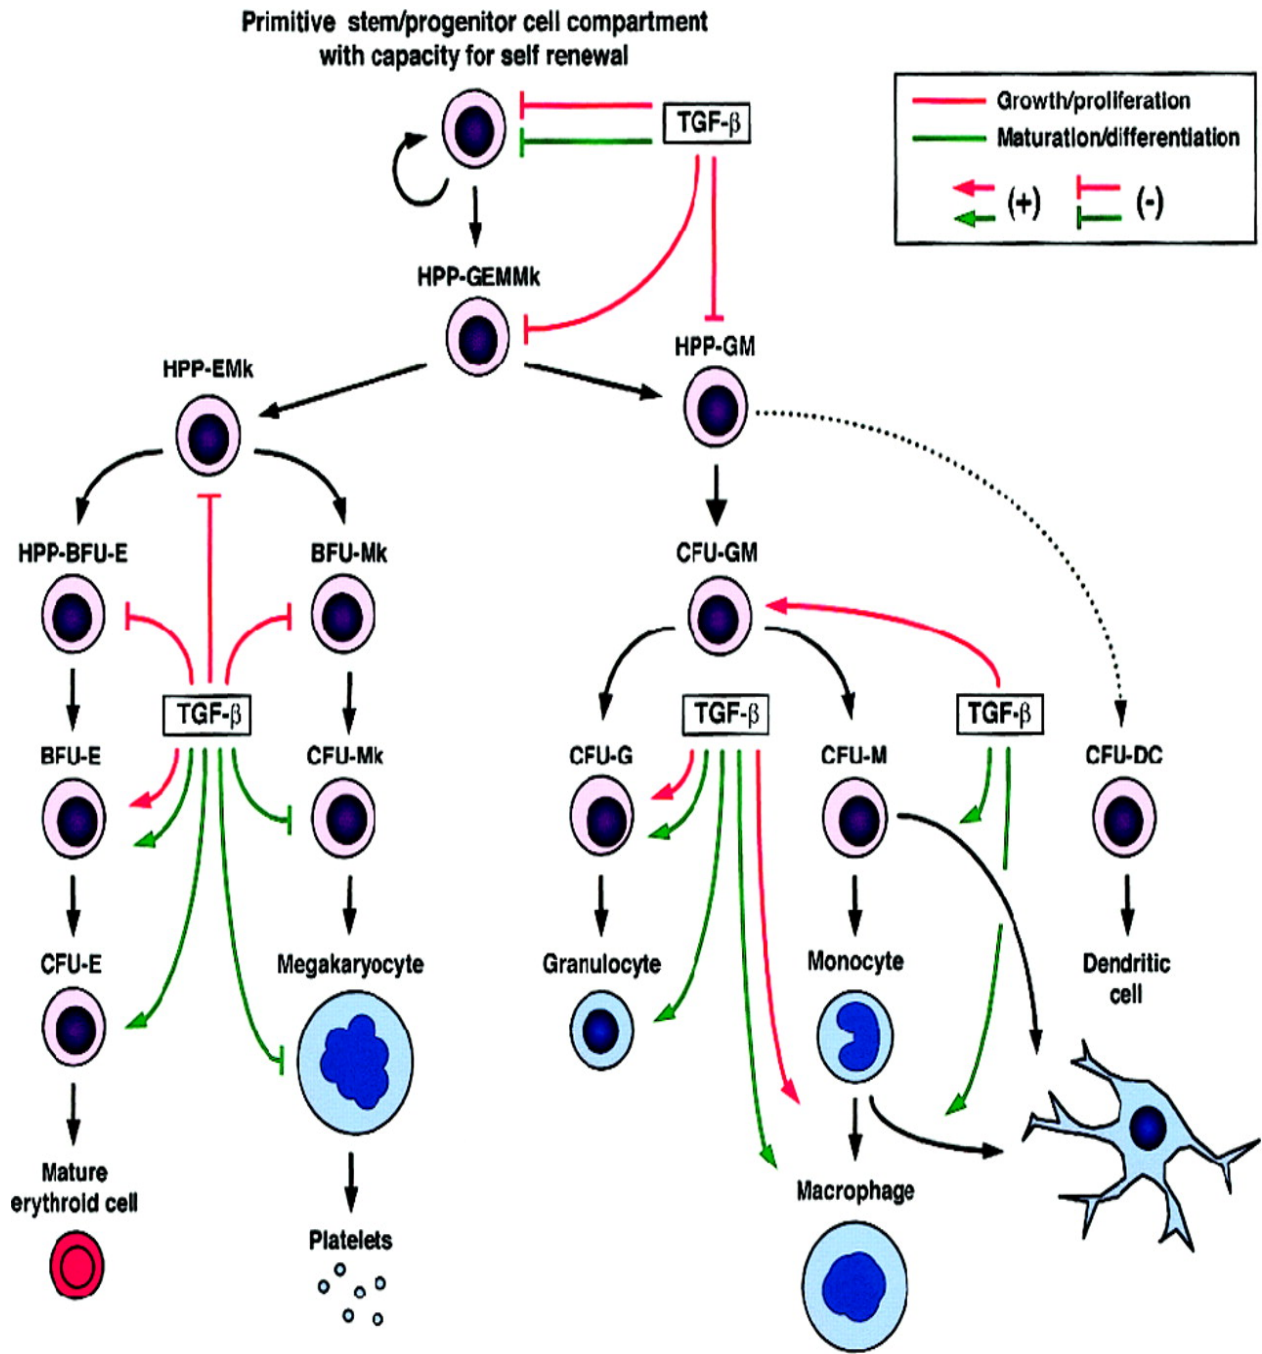 Primitive stem/progenitor cell compartment
with capacity for self renewal
TGF-β
Growth/proliferation
Maturation/differentiation
(+)
(-)
HPP-GEMMk
HPP-GM
HPP-EMk
HPP-BFU-E
BFU-Mk
CFU-GM
TGF-β
TGF-β
TGF-β
BFU-E
CFU-Mk
CFU-G
CFU-M
CFU-DC
CFU-E
Megakaryocyte
Granulocyte
Monocyte
Dendritic
cell
Mature
erythroid cell
Platelets
Macrophage